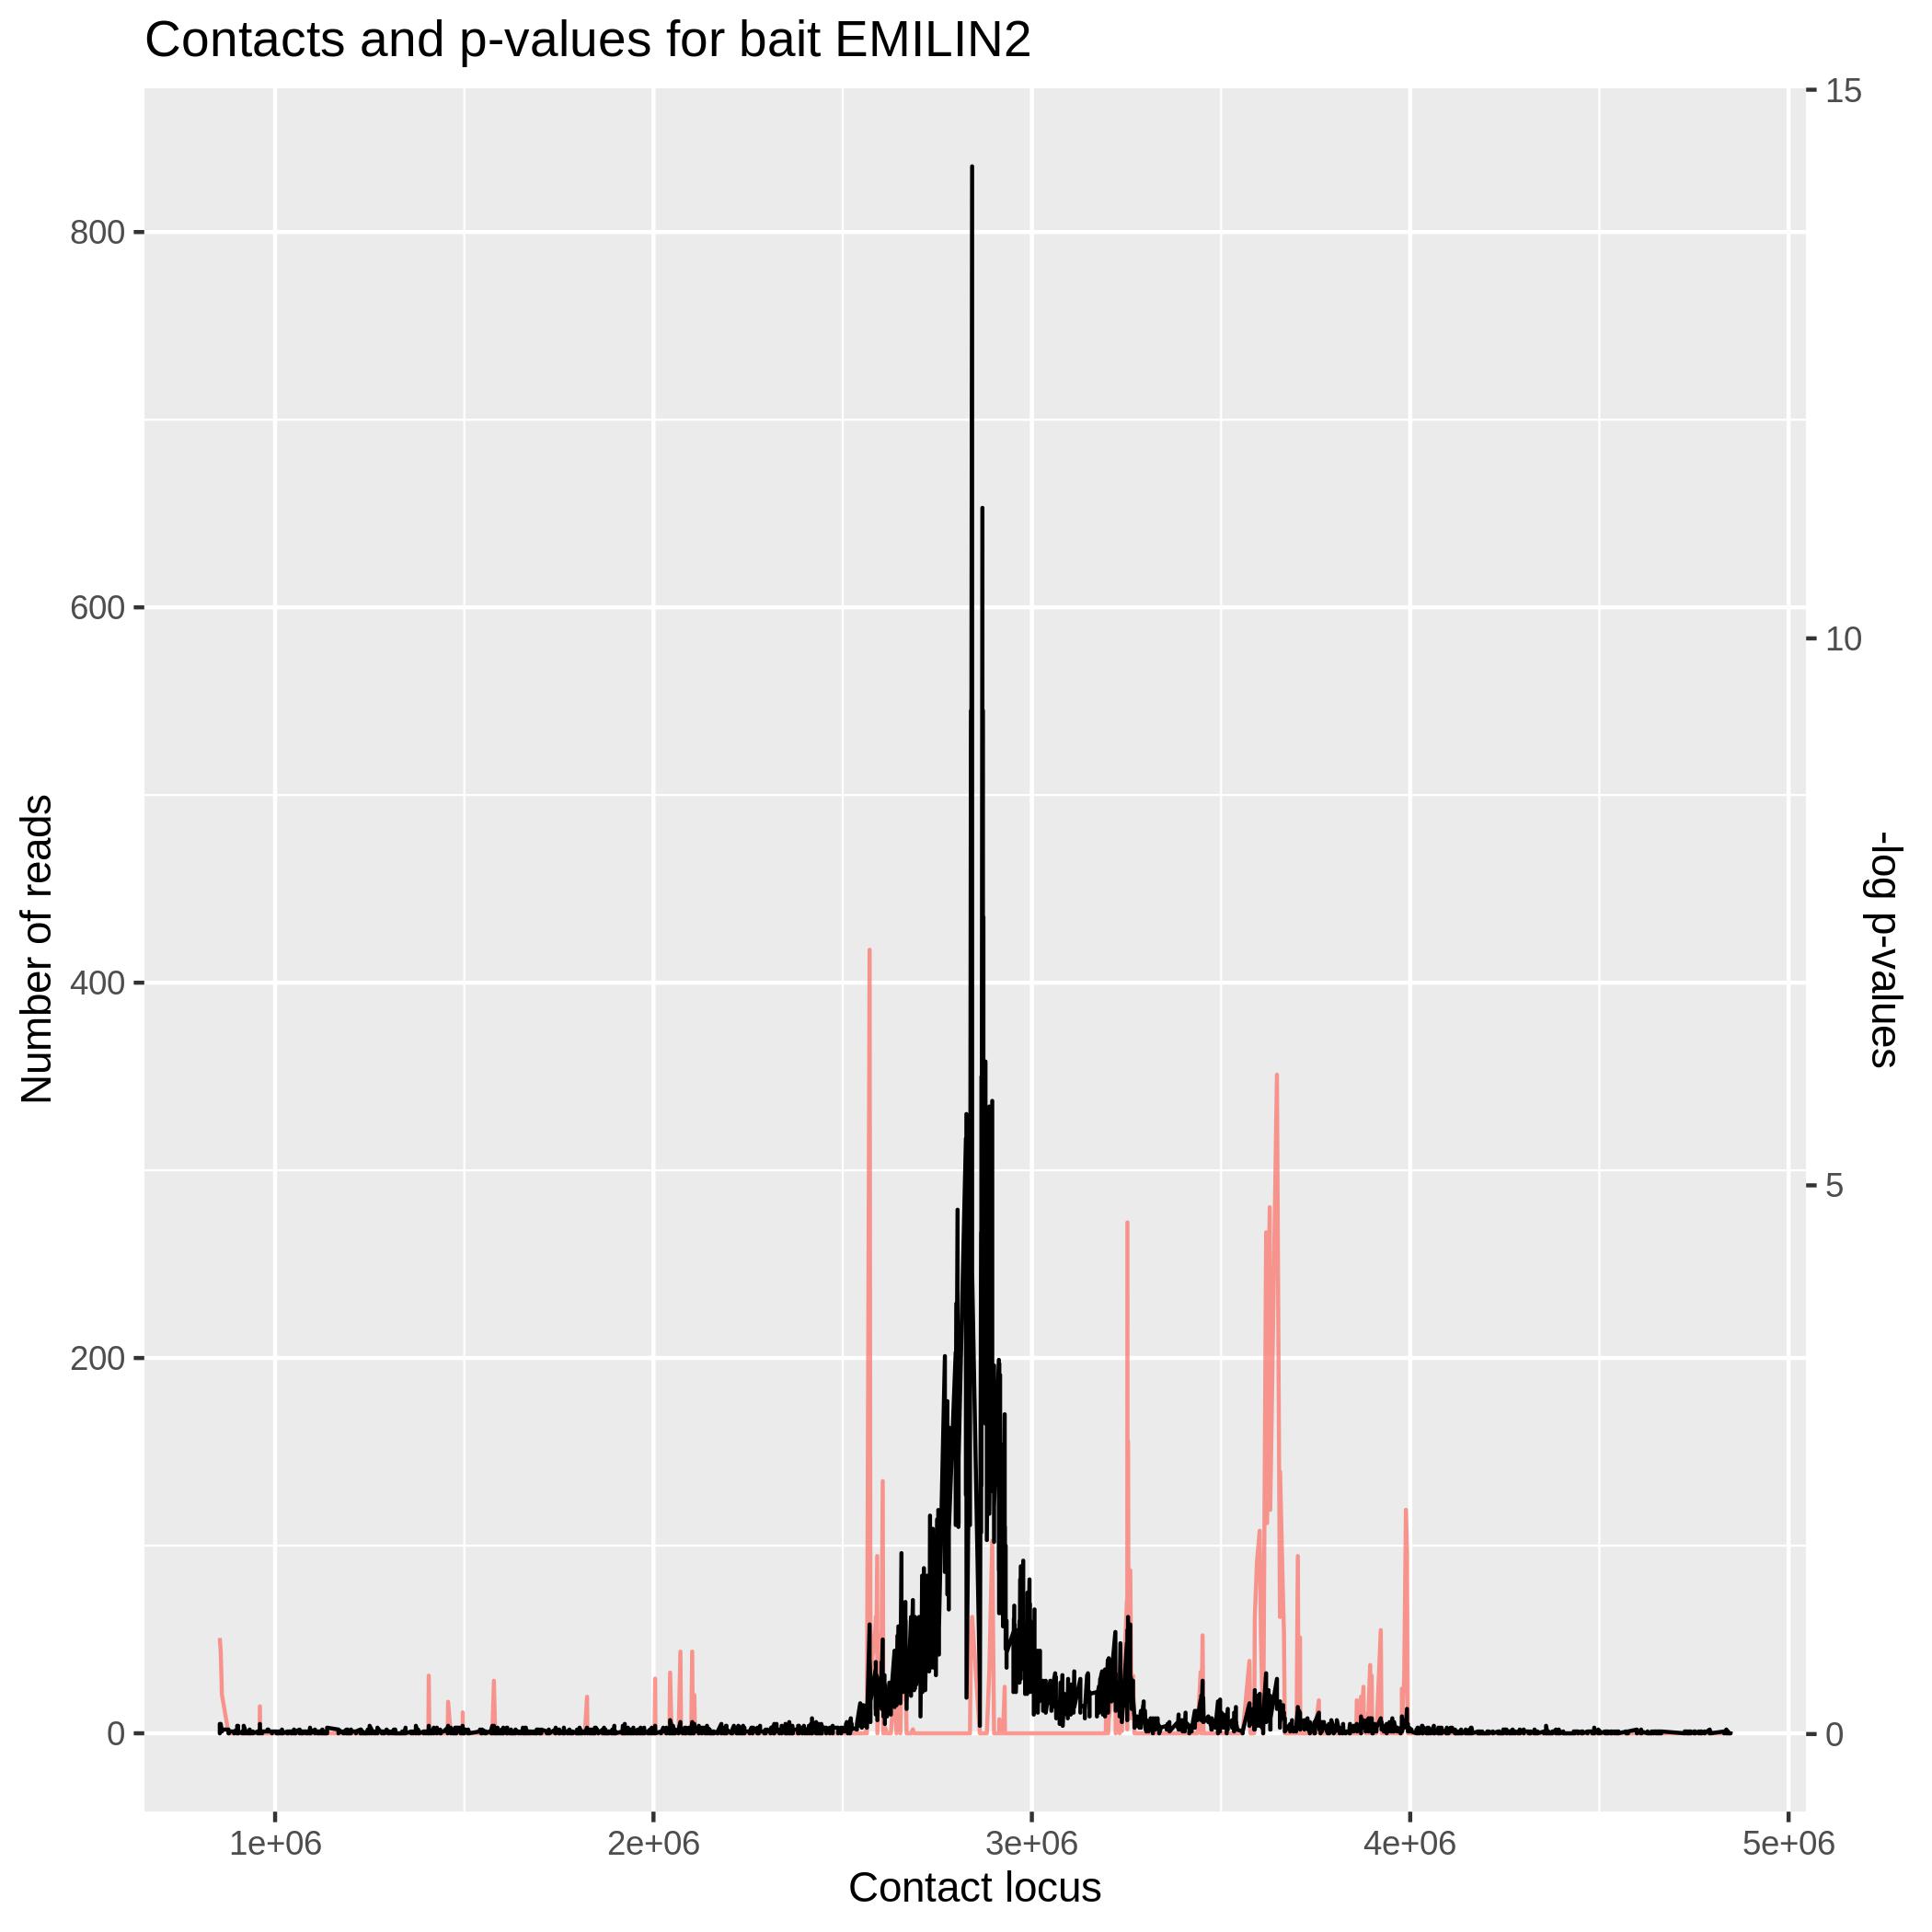 Contacts and p-values for bait EMILIN2
15
800
10
600
Number of reads
-log p-values
400
5
200
0
0
1e+06
2e+06
3e+06
4e+06
5e+06
Contact locus